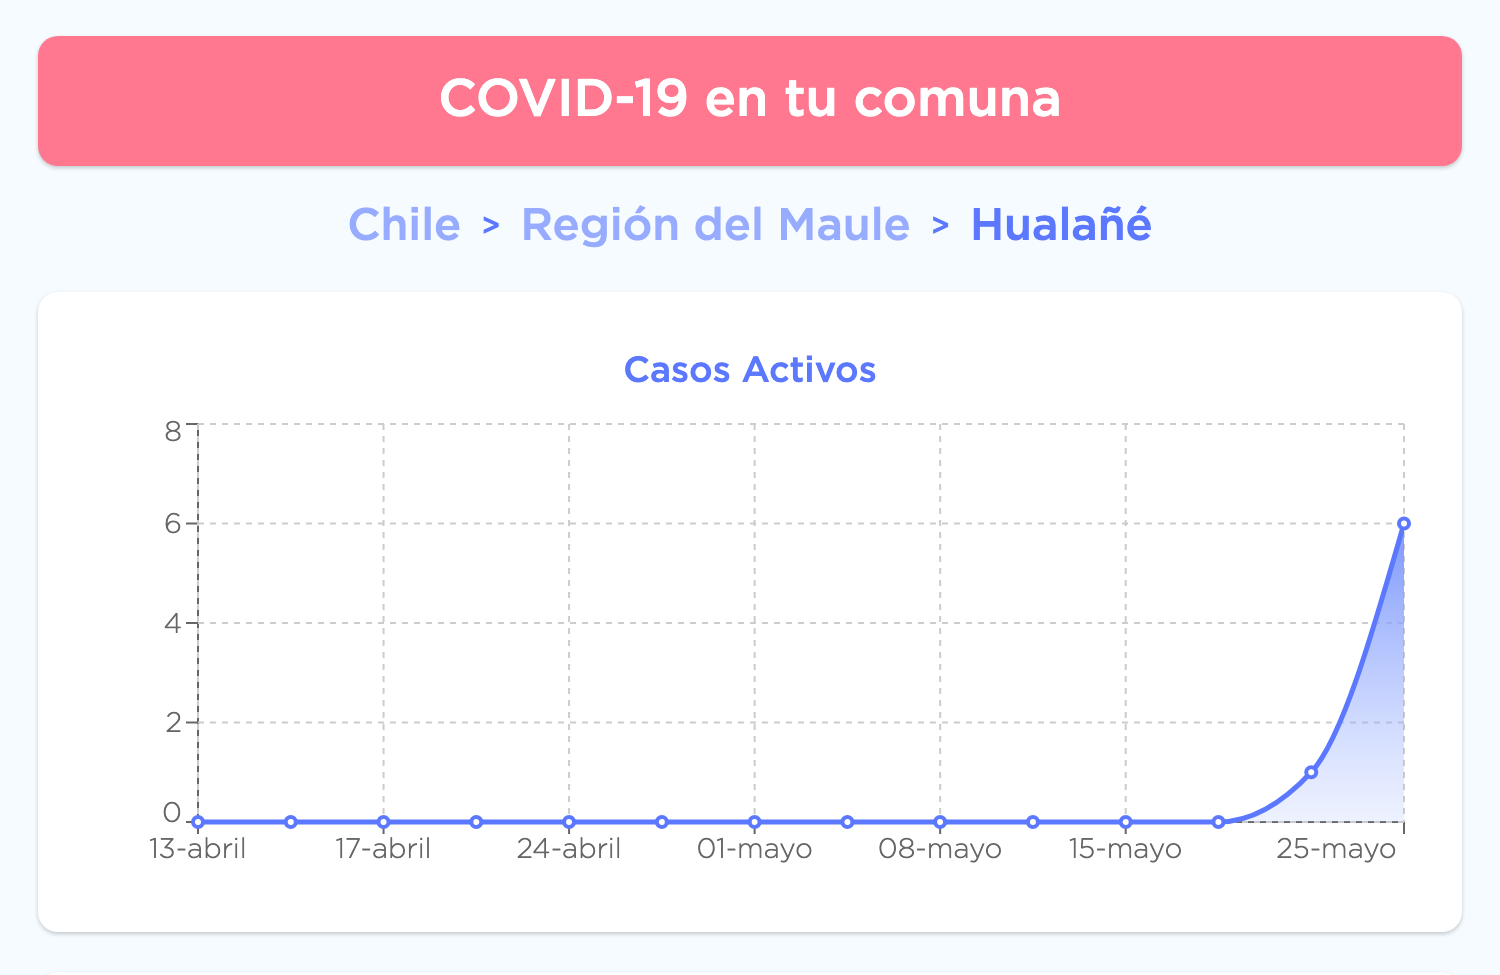 COVID-19 en tu comuna
Chile > Región del Maule > Hualañé
Casos Activos
8
6
4
2
0
13-abril 17-abril 24-abril 01-mayo 08-mayo 15-mayo 25-mayo